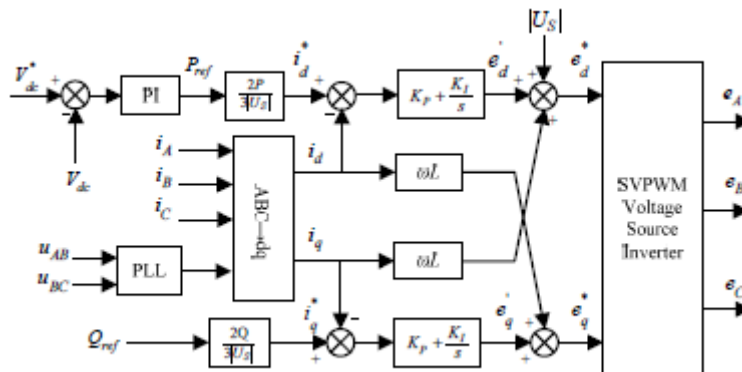 |U_S|
V_dc^*
+
-
V_dc
PI
P_ref
2P
3|U_S|
i_d^*
+
-
K_P + K_I
s
e_d^'
+
+
+
e_d^*
i_A
i_B
i_C
ABC→dq
i_d
i_q
ωL
ωL
u_AB
u_BC
PLL
Q_ref
2Q
3|U_S|
i_q^*
-
+
K_P + K_I
s
e_q^'
+
+
e_q^*
SVPWM
Voltage
Source
Inverter
e_A
e_B
e_C